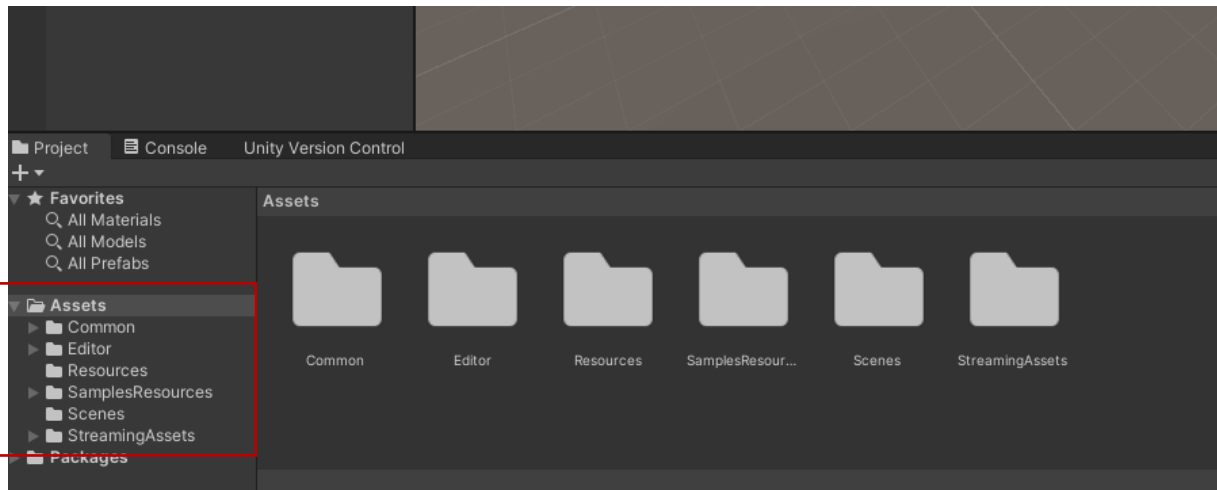 Project Console Unity Version Control
Favorites
All Materials
All Models
All Prefabs
Assets
Common
Editor
Resources
SamplesResources
Scenes
StreamingAssets
Packages
Assets
Common Editor Resources SamplesResour... Scenes StreamingAssets